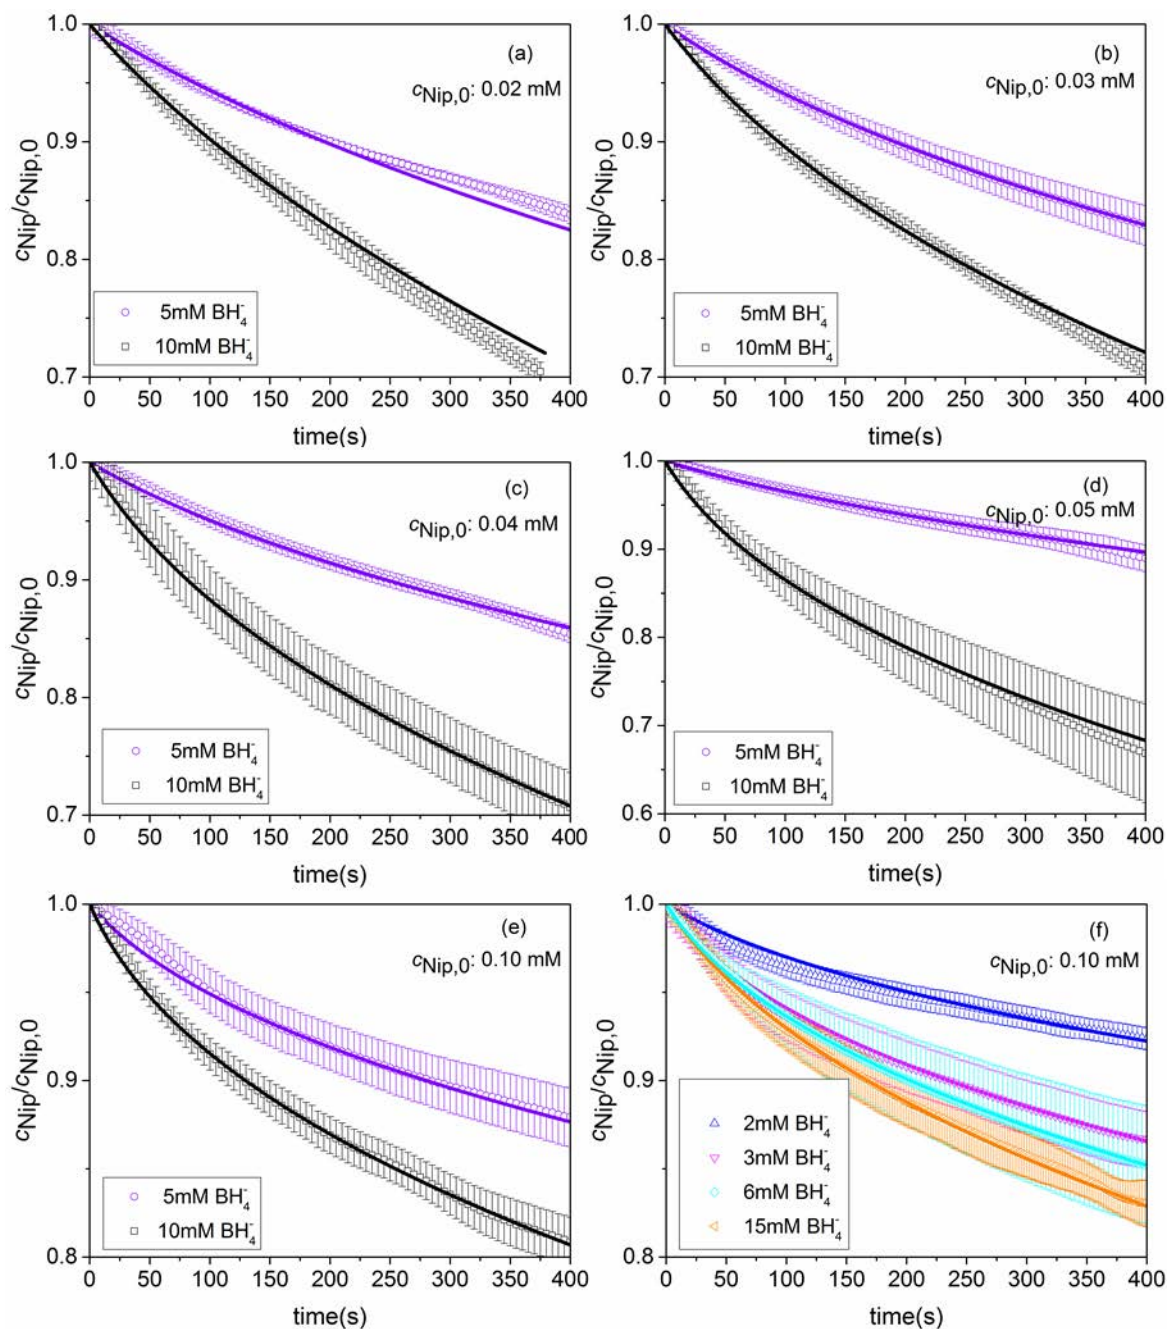 (a)
cNip,0: 0.02 mM
cNip/cNip,0
1.0
0.9
0.8
0.7
5mM BH₄⁻
10mM BH₄⁻
0 50 100 150 200 250 300 350 400
time(s)
(b)
cNip,0: 0.03 mM
cNip/cNip,0
1.0
0.9
0.8
0.7
5mM BH₄⁻
10mM BH₄⁻
0 50 100 150 200 250 300 350 400
time(s)
(c)
cNip,0: 0.04 mM
cNip/cNip,0
1.0
0.9
0.8
0.7
5mM BH₄⁻
10mM BH₄⁻
0 50 100 150 200 250 300 350 400
time(s)
(d)
cNip,0: 0.05 mM
cNip/cNip,0
1.0
0.9
0.8
0.7
0.6
5mM BH₄⁻
10mM BH₄⁻
0 50 100 150 200 250 300 350 400
time(s)
(e)
cNip,0: 0.10 mM
cNip/cNip,0
1.0
0.9
0.8
5mM BH₄⁻
10mM BH₄⁻
0 50 100 150 200 250 300 350 400
time(s)
(f)
cNip,0: 0.10 mM
cNip/cNip,0
1.0
0.9
0.8
2mM BH₄⁻
3mM BH₄⁻
6mM BH₄⁻
15mM BH₄⁻
0 50 100 150 200 250 300 350 400
time(s)